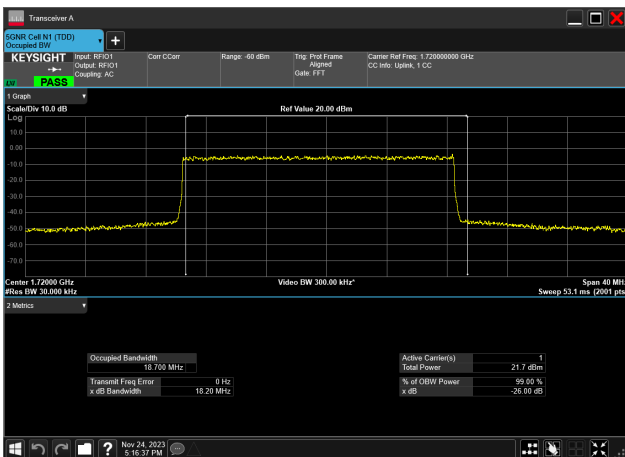 Transceiver A
5GNR Cell N1 (TDD)
Occupied BW
KEYSIGHT
Input: RFIO1
Output: RFIO1
Coupling: AC
Corr CCorr
Range: -60 dBm
Trig: Prot Frame
Aligned
Gate: FFT
Carrier Ref Freq: 1.720000000 GHz
CC Info: Uplink, 1 CC
PASS
1 Graph
Scale/Div 10.0 dB
Ref Value 20.00 dBm
Log
10.0
0.00
-10.0
-20.0
-30.0
-40.0
-50.0
-60.0
-70.0
Center 1.72000 GHz
Video BW 300.00 kHz*
Span 40 MHz
#Res BW 30.000 kHz
Sweep 53.1 ms (2001 pts
2 Metrics
Occupied Bandwidth
18.700 MHz
Active Carrier(s) 1
Total Power 21.7 dBm
Transmit Freq Error 0 Hz
x dB Bandwidth 18.20 MHz
% of OBW Power 99.00 %
x dB -26.00 dB
?
Nov 24, 2023
5:16:37 PM